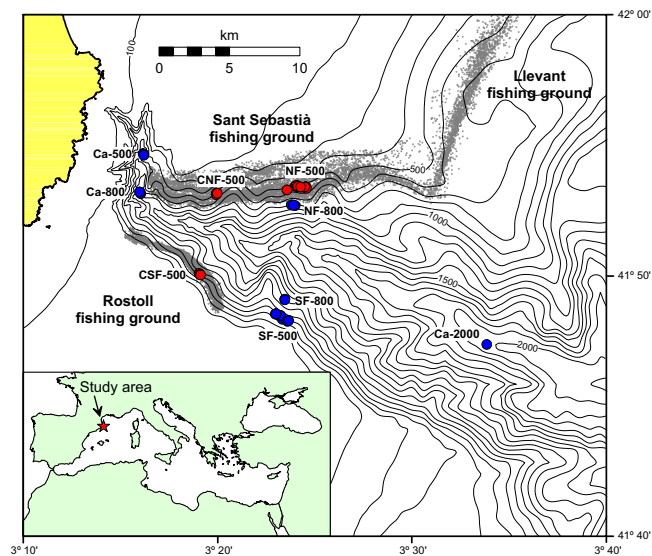 42° 00'
km
0 5 10
100
Llevant
fishing ground
Sant Sebastià
fishing ground
Ca-500
CNF-500
NF-500
500
Ca-800
NF-800
1000
CSF-500
1500
41° 50'
Rostoll
fishing ground
SF-800
SF-500
Ca-2000
2000
Study area
41° 40'
3° 10' 3° 20' 3° 30' 3° 40'